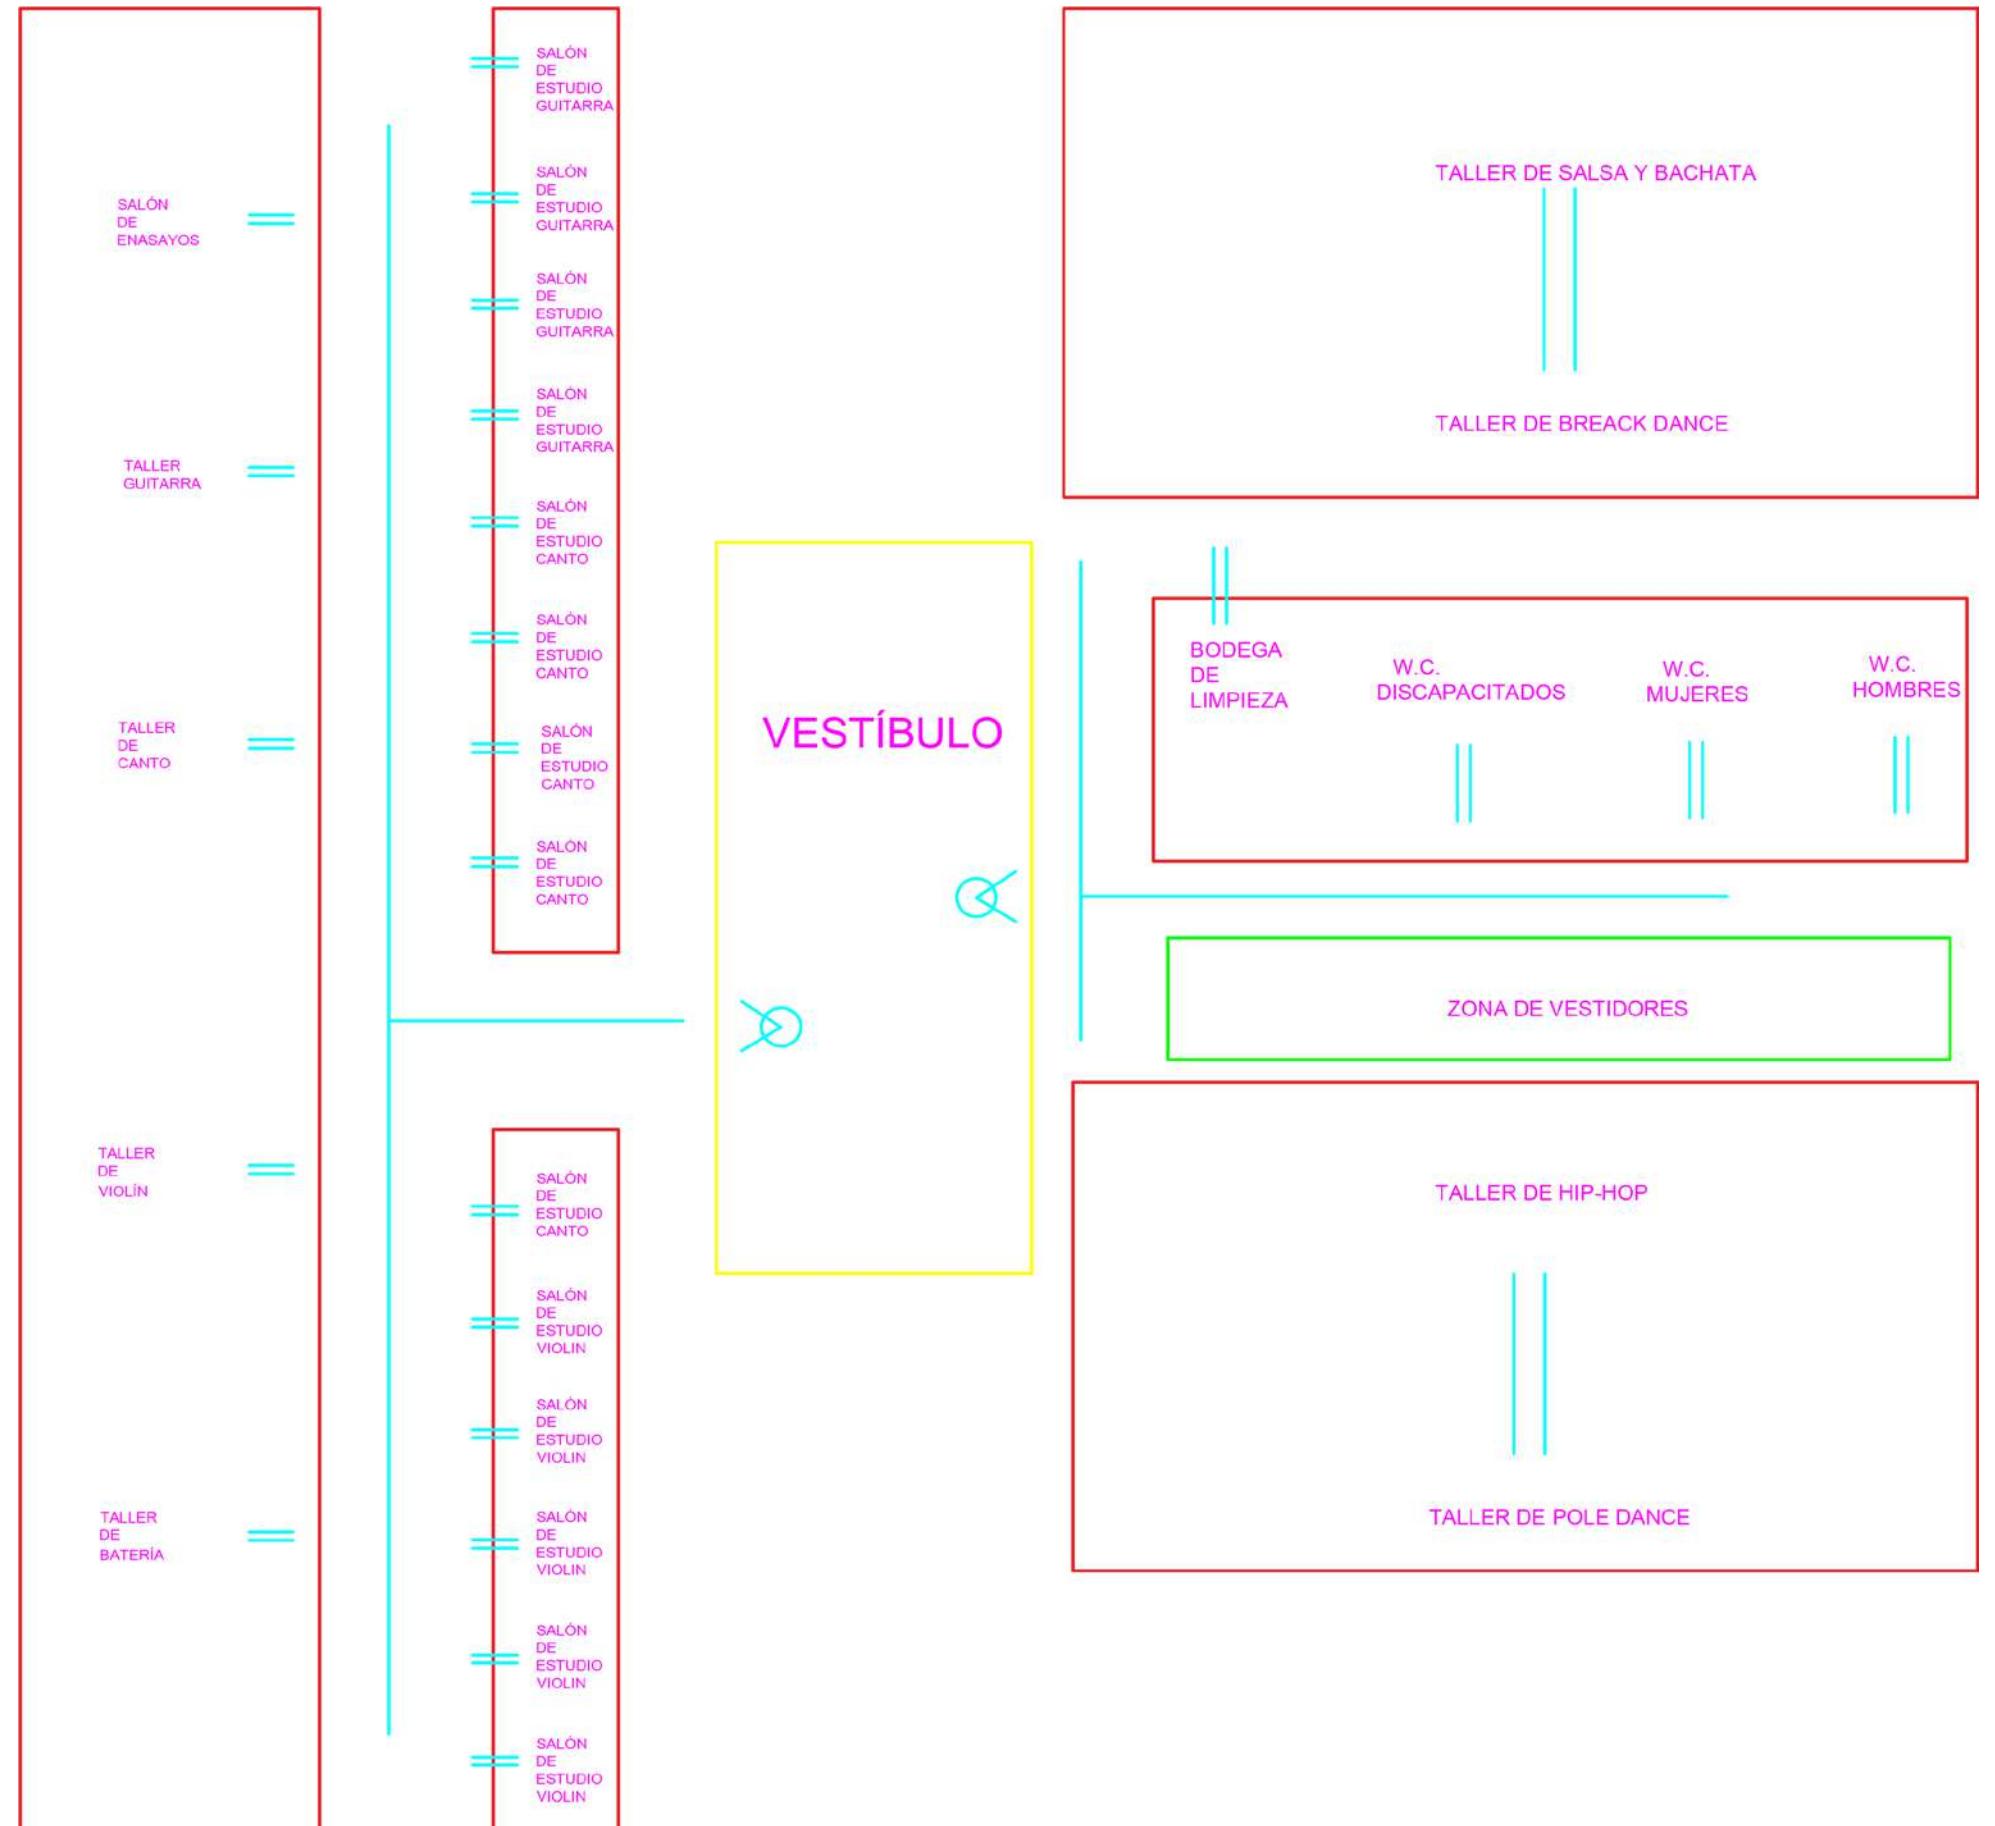 SALÓN
DE
ENASAYOS
TALLER
GUITARRA
TALLER
DE
CANTO
TALLER
DE
VIOLÍN
TALLER
DE
BATERÍA
SALÓN
DE
ESTUDIO
GUITARRA
SALÓN
DE
ESTUDIO
GUITARRA
SALÓN
DE
ESTUDIO
GUITARRA
SALÓN
DE
ESTUDIO
GUITARRA
SALÓN
DE
ESTUDIO
CANTO
SALÓN
DE
ESTUDIO
CANTO
SALÓN
DE
ESTUDIO
CANTO
SALÓN
DE
ESTUDIO
CANTO
SALÓN
DE
ESTUDIO
CANTO
SALÓN
DE
ESTUDIO
VIOLIN
SALÓN
DE
ESTUDIO
VIOLIN
SALÓN
DE
ESTUDIO
VIOLIN
SALÓN
DE
ESTUDIO
VIOLIN
SALÓN
DE
ESTUDIO
VIOLIN
VESTÍBULO
TALLER DE SALSA Y BACHATA
TALLER DE BREACK DANCE
BODEGA
DE
LIMPIEZA
W.C.
DISCAPACITADOS
W.C.
MUJERES
W.C.
HOMBRES
ZONA DE VESTIDORES
TALLER DE HIP-HOP
TALLER DE POLE DANCE